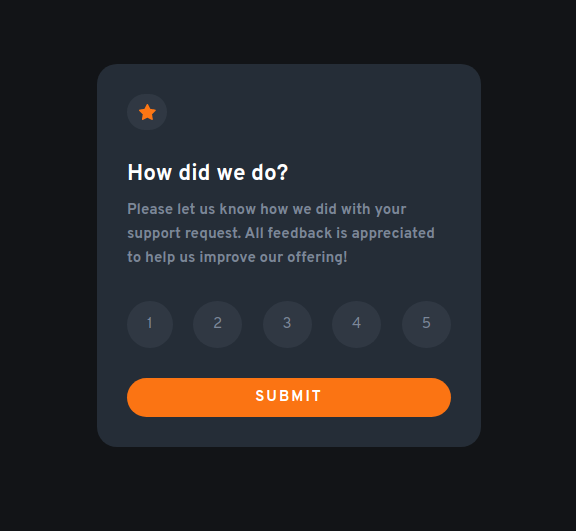 How did we do?
Please let us know how we did with your
support request. All feedback is appreciated
to help us improve our offering!
1 2 3 4 5
SUBMIT